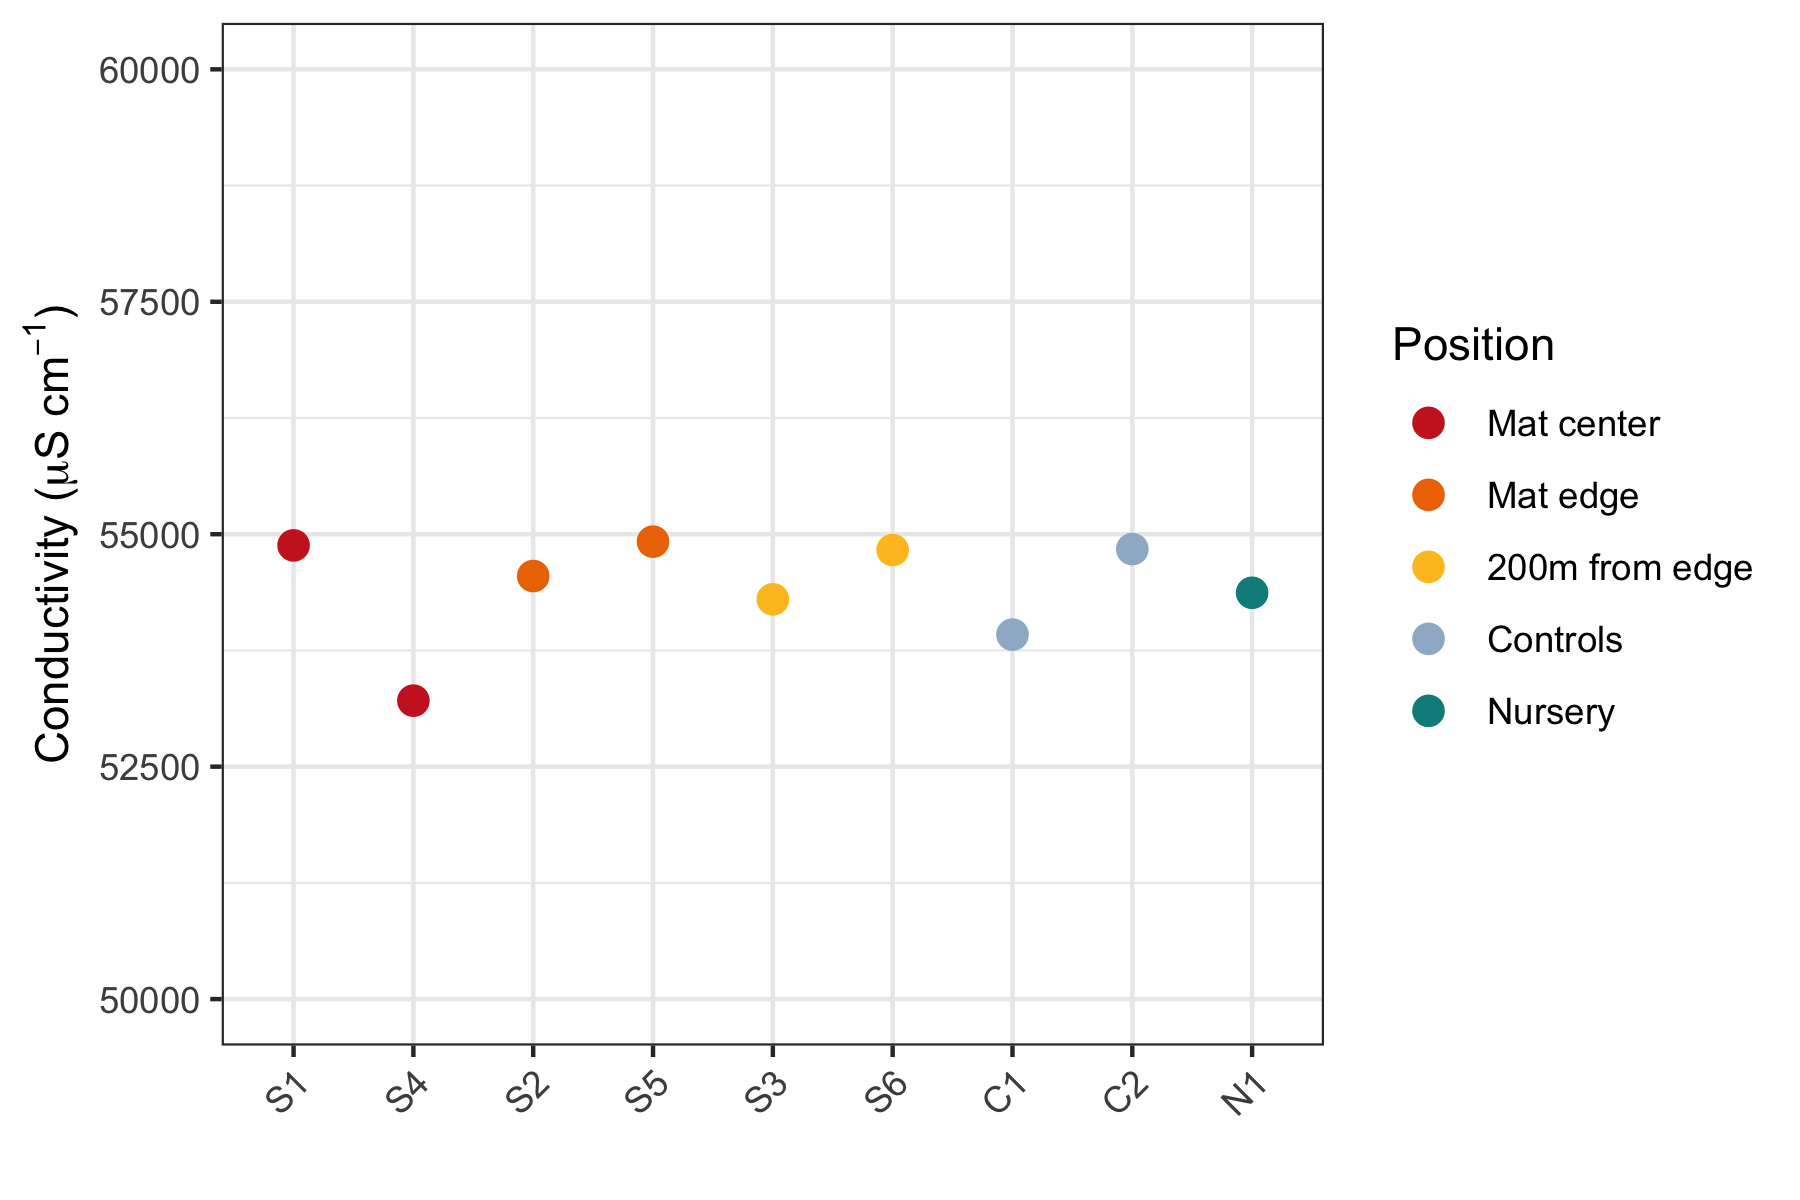 60000
57500
55000
52500
50000
Conductivity (μS cm⁻¹)
S1 S4 S2 S5 S3 S6 C1 C2 N1
Position
Mat center
Mat edge
200m from edge
Controls
Nursery